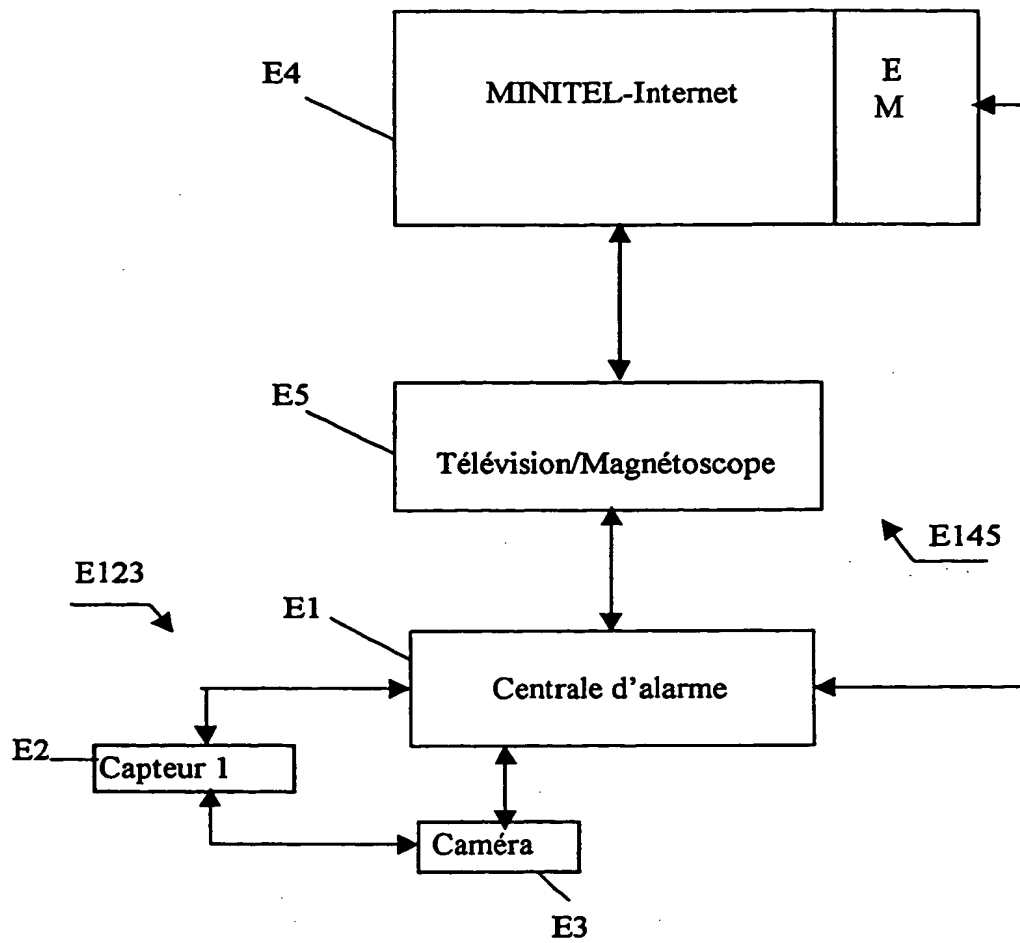 E4
MINITEL-Internet
E
M
E5
Télévision/Magnétoscope
E145
E123
E1
Centrale d'alarme
E2
Capteur 1
Caméra
E3